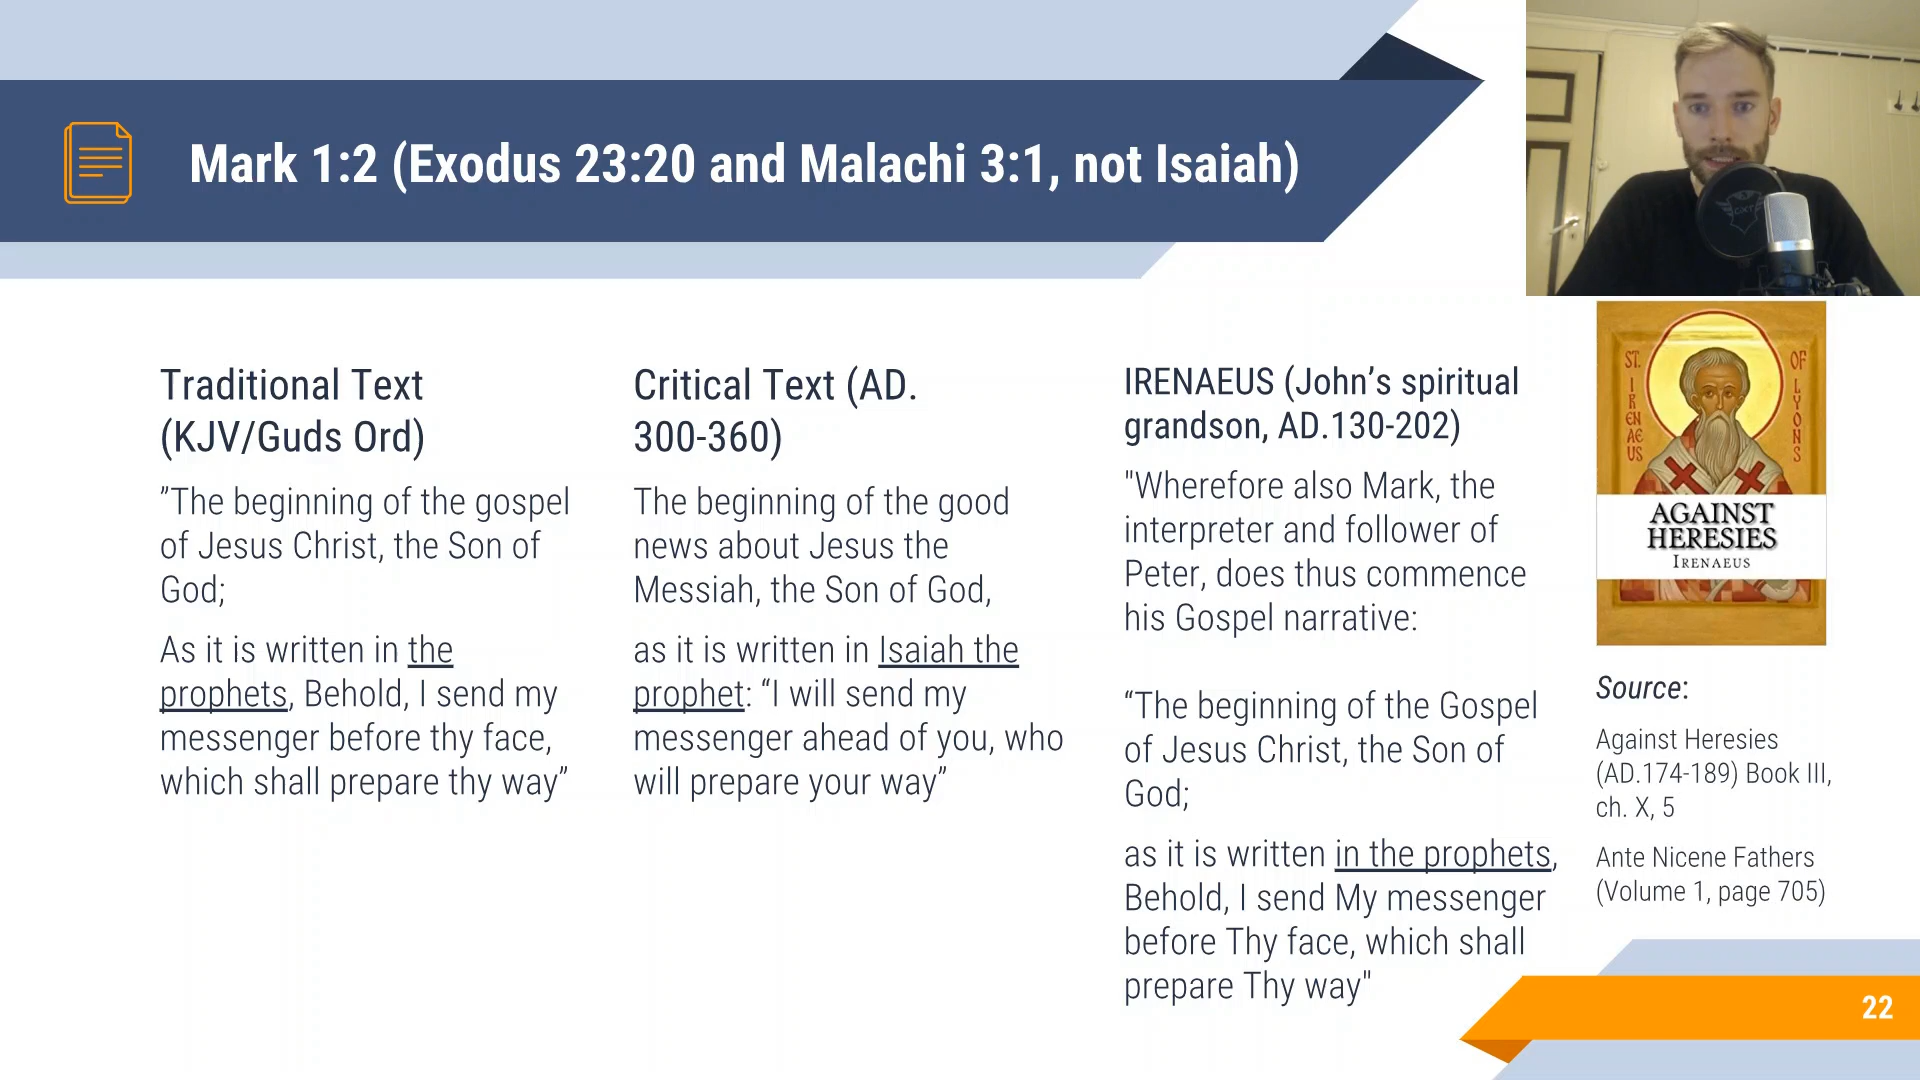 Mark 1:2 (Exodus 23:20 and Malachi 3:1, not Isaiah)
Traditional Text
(KJV/Guds Ord)
”The beginning of the gospel
of Jesus Christ, the Son of
God;
As it is written in the
prophets, Behold, I send my
messenger before thy face,
which shall prepare thy way”
Critical Text (AD.
300-360)
The beginning of the good
news about Jesus the
Messiah, the Son of God,
as it is written in Isaiah the
prophet: “I will send my
messenger ahead of you, who
will prepare your way”
IRENAEUS (John’s spiritual
grandson, AD.130-202)
"Wherefore also Mark, the
interpreter and follower of
Peter, does thus commence
his Gospel narrative:
“The beginning of the Gospel
of Jesus Christ, the Son of
God;
as it is written in the prophets,
Behold, I send My messenger
before Thy face, which shall
prepare Thy way"
ST. IRENAEUS
OF LYONS
AGAINST
HERESIES
IRENAEUS
Source:
Against Heresies
(AD.174-189) Book III,
ch. X, 5
Ante Nicene Fathers
(Volume 1, page 705)
22